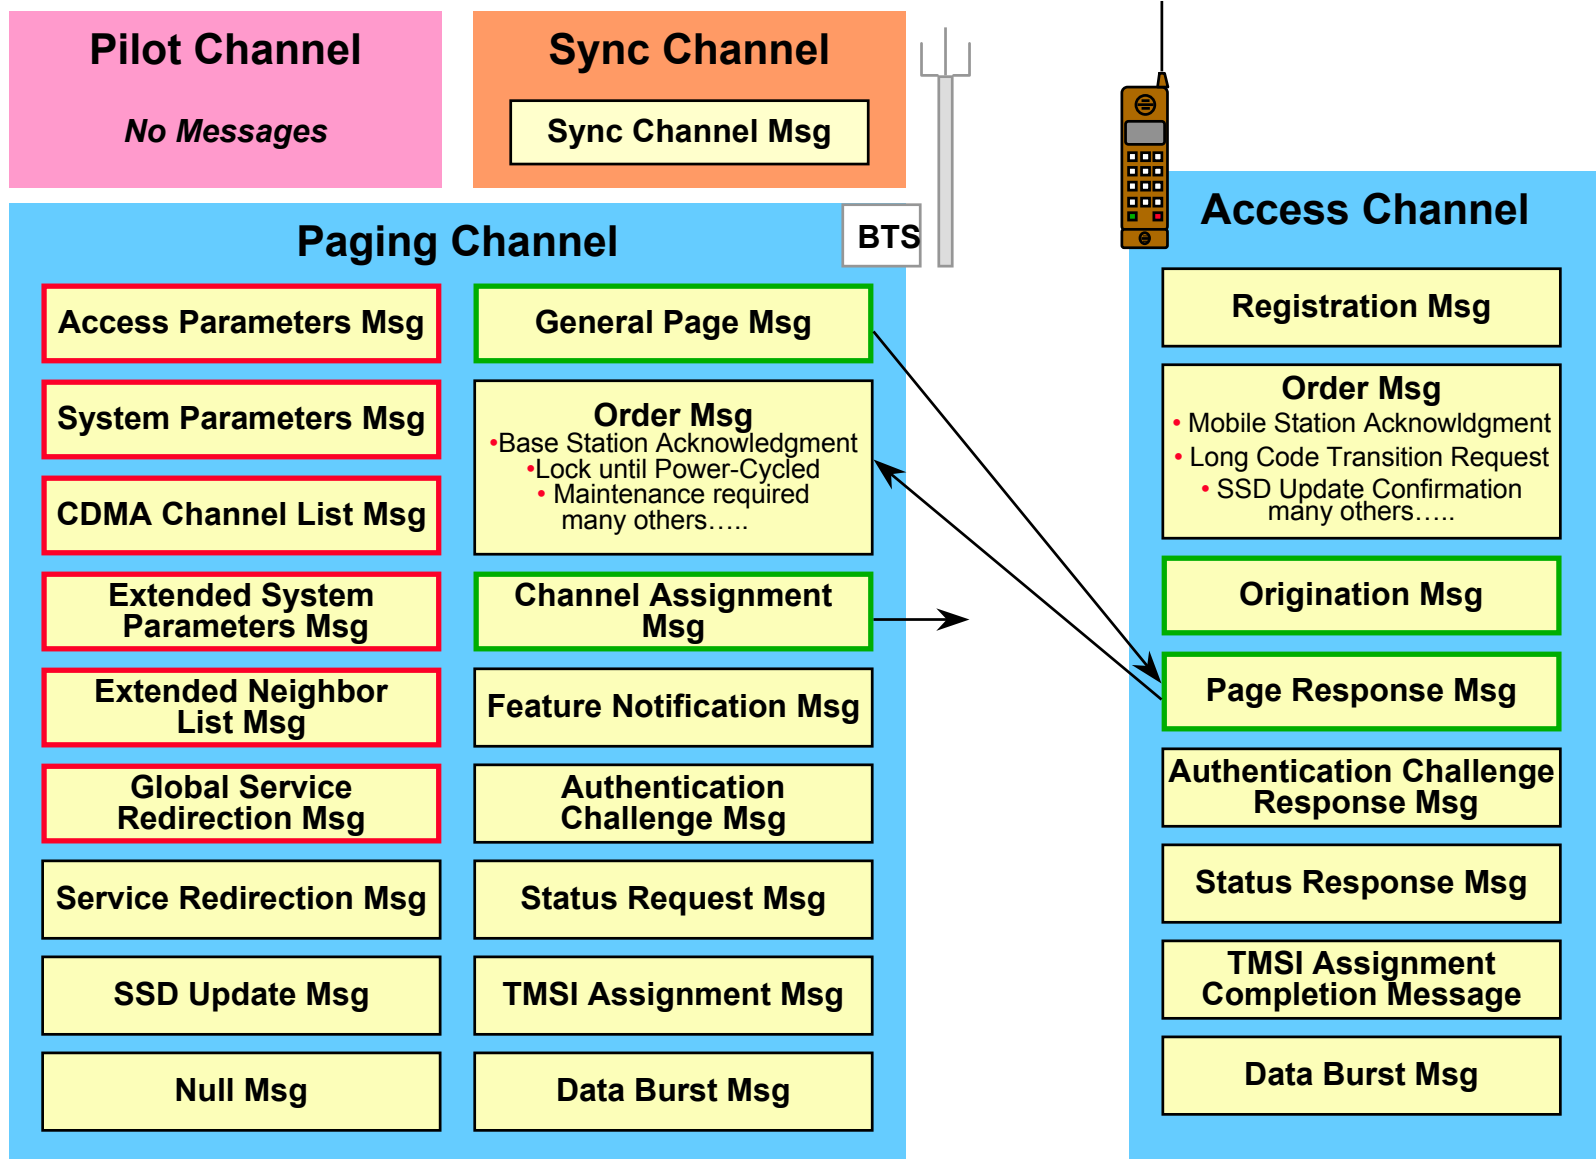 Pilot Channel
No Messages
Sync Channel
Sync Channel Msg
BTS
Paging Channel
Access Parameters Msg
System Parameters Msg
CDMA Channel List Msg
Extended System
Parameters Msg
Extended Neighbor
List Msg
Global Service
Redirection Msg
Service Redirection Msg
SSD Update Msg
Null Msg
General Page Msg
Order Msg
•Base Station Acknowledgment
•Lock until Power-Cycled
• Maintenance required
many others…..
Channel Assignment
Msg
Feature Notification Msg
Authentication
Challenge Msg
Status Request Msg
TMSI Assignment Msg
Data Burst Msg
Access Channel
Registration Msg
Order Msg
• Mobile Station Acknowldgment
• Long Code Transition Request
• SSD Update Confirmation
many others…..
Origination Msg
Page Response Msg
Authentication Challenge
Response Msg
Status Response Msg
TMSI Assignment
Completion Message
Data Burst Msg